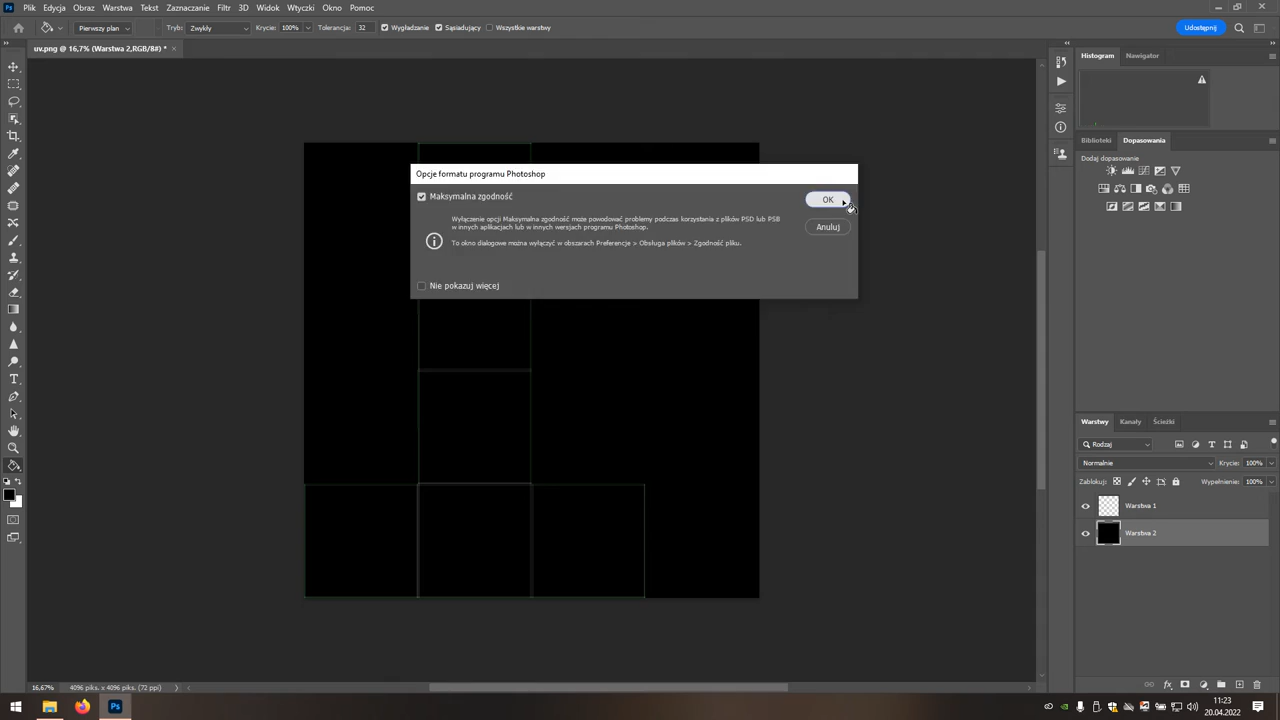 Ps Plik Edycja Obraz Warstwa Tekst Zaznaczanie Filtr 3D Widok Wtyczki Okno Pomoc
Pierwszy plan Tryb: Zwykły Krycie: 100% Tolerancja: 32 Wygładzanie Sąsiadujący Wszystkie warstwy Udostępnij
uv.png @ 16,7% (Warstwa 2,RGB/8#) * ×
Histogram Nawigator
Biblioteki Dopasowania
Dodaj dopasowanie
Opcje formatu programu Photoshop
Maksymalna zgodność
OK
Wyłączenie opcji Maksymalna zgodność może powodować problemy podczas korzystania z plików PSD lub PSB
w innych aplikacjach lub w innych wersjach programu Photoshop.
Anuluj
To okno dialogowe można wyłączyć w obszarach Preferencje > Obsługa plików > Zgodność pliku.
Nie pokazuj więcej
Warstwy Kanały Ścieżki
Rodzaj
Normalnie Krycie: 100%
Zablokuj: Wypełnienie: 100%
Warstwa 1
Warstwa 2
16,67% 4096 piks. x 4096 piks. (72 ppi)
Ps
11:23
20.04.2022